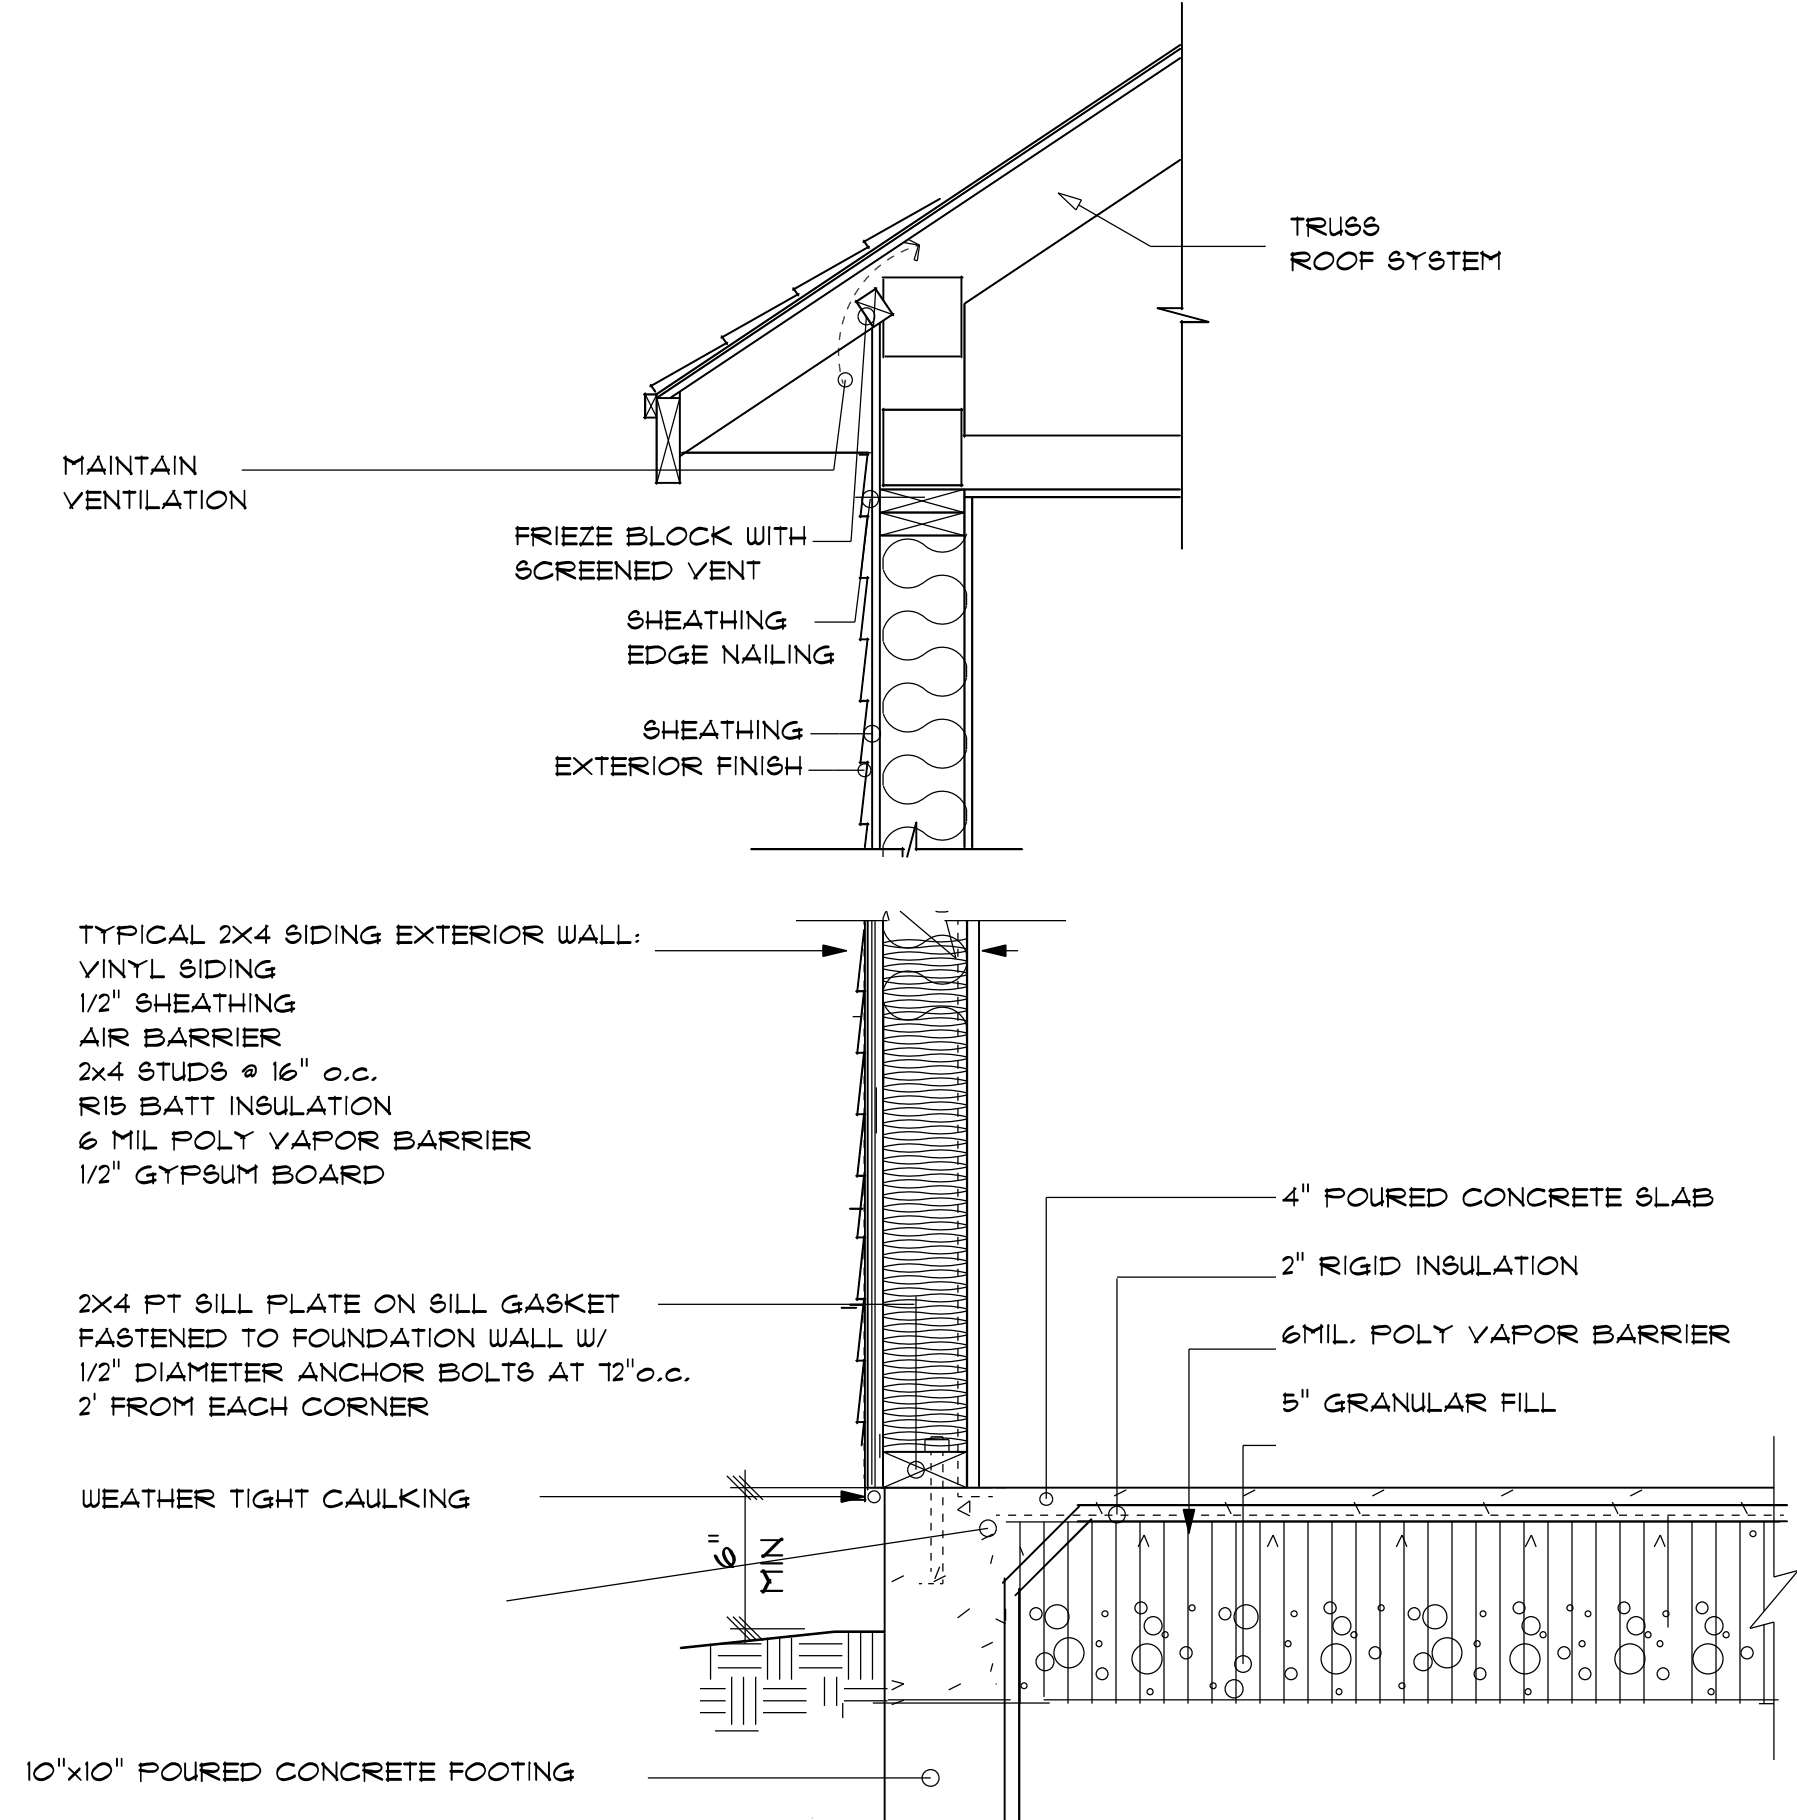 TRUSS
ROOF SYSTEM
MAINTAIN
VENTILATION
FRIEZE BLOCK WITH
SCREENED VENT
SHEATHING
EDGE NAILING
SHEATHING
EXTERIOR FINISH
TYPICAL 2X4 SIDING EXTERIOR WALL:
VINYL SIDING
1/2" SHEATHING
AIR BARRIER
2x4 STUDS @ 16" o.c.
R15 BATT INSULATION
6 MIL POLY VAPOR BARRIER
1/2" GYPSUM BOARD
4" POURED CONCRETE SLAB
2" RIGID INSULATION
6MIL. POLY VAPOR BARRIER
5" GRANULAR FILL
2X4 PT SILL PLATE ON SILL GASKET
FASTENED TO FOUNDATION WALL W/
1/2" DIAMETER ANCHOR BOLTS AT 72"o.c.
2' FROM EACH CORNER
WEATHER TIGHT CAULKING
6"
MIN
10"x10" POURED CONCRETE FOOTING